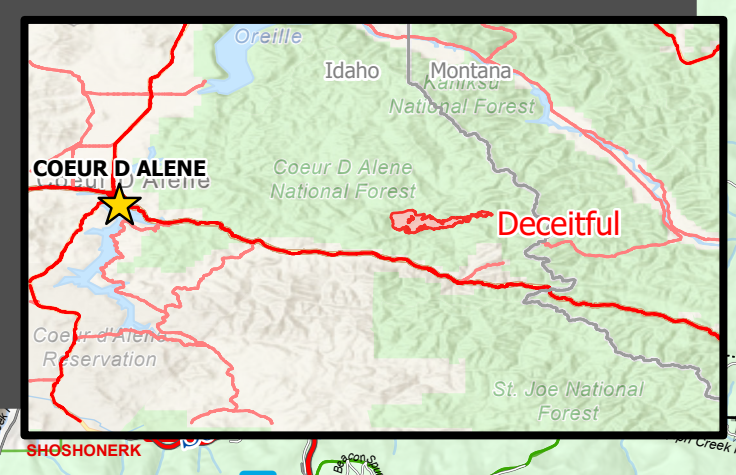 Oreille
Idaho
Montana
Kaniksu
National Forest
COEUR D ALENE
Coeur D'Alene
Coeur D Alene
National Forest
Deceitful
Coeur d'Alene
Reservation
St. Joe National
Forest
SHOSHONERK
Creek